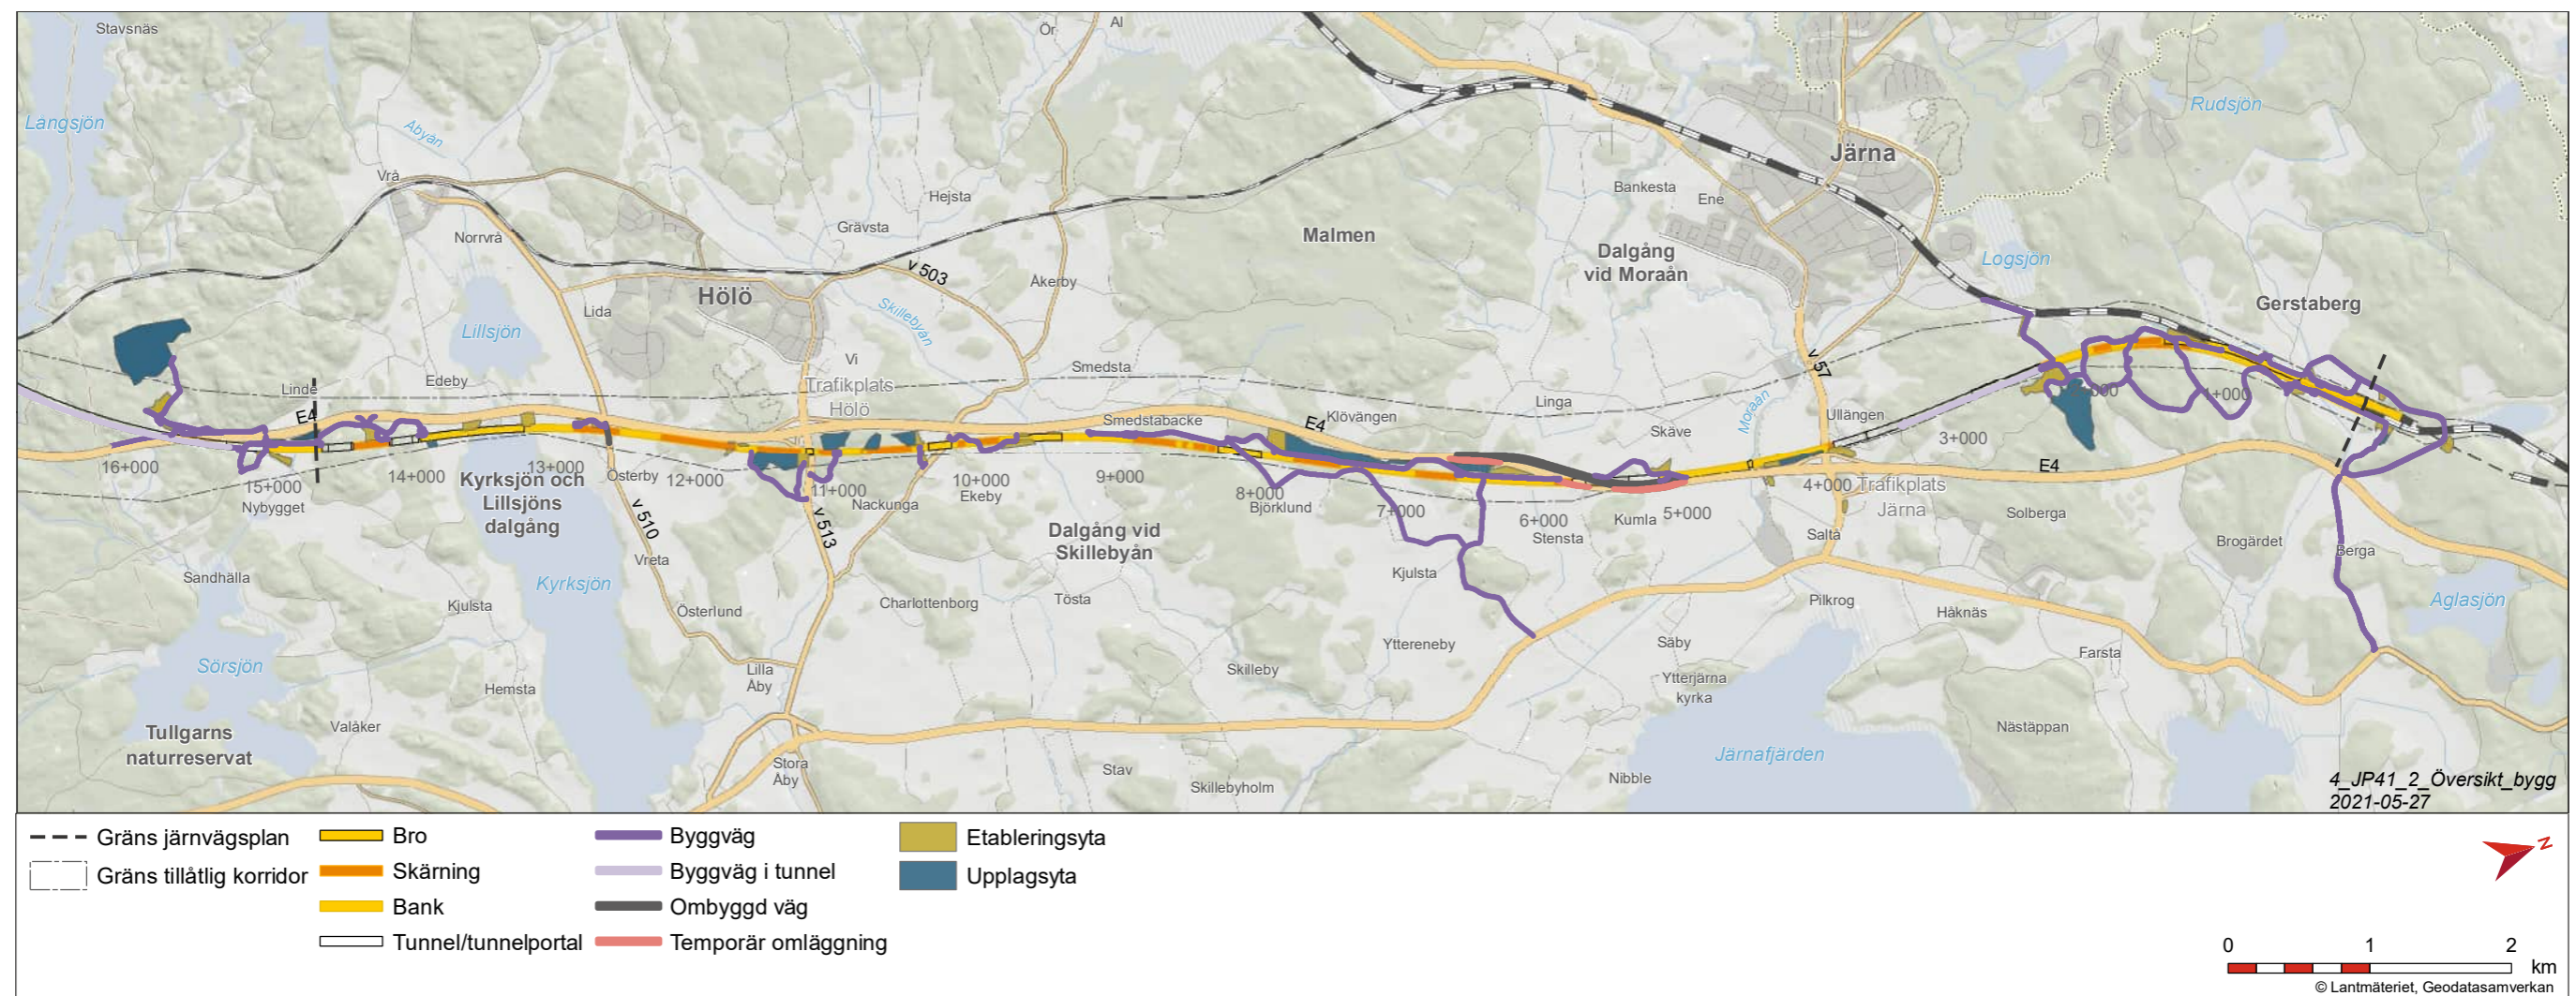 Stavsnäs
Ör
Al
Långsjön
Åbyån
Rudsjön
Järna
Vrå
Hejsta
Bankesta
Ene
Norrvrå
Grävsta
Malmen
Dalgång
vid Moraån
Logsjön
v 503
Åkerby
Hölö
Lida
Skillebyån
Gerstaberg
Lillsjön
Vi
Smedsta
v 57
Linde
Edeby
Trafikplats
Hölö
E4
Smedstabacke
E4
Klövängen
Linga
Moraån
Ullängen
1+000
Skäve
3+000
16+000
15+000
Nybygget
14+000
13+000
Kyrksjön och
Lillsjöns
dalgång
Österby
12+000
11+000
Nackunga
10+000
Ekeby
9+000
8+000
Björklund
7+000
6+000
Stensta
Kumla
5+000
4+000
Trafikplats
Järna
E4
Solberga
Saltå
Brogärdet
Berga
v 510
v 513
Dalgång vid
Skillebyån
Vreta
Sandhälla
Kyrksjön
Kjulsta
Österlund
Charlottenborg
Tösta
Kjulsta
Pilkrog
Håknäs
Aglasjön
Sörsjön
Hemsta
Lilla
Åby
Skilleby
Yttereneby
Säby
Ytterjärna
kyrka
Farsta
Tullgarns
naturreservat
Valåker
Stora
Åby
Stav
Skillebyholm
Nibble
Järnafjärden
Nästäppan
4_JP41_2_Översikt_bygg
2021-05-27
Gräns järnvägsplan
Gräns tillåtlig korridor
Bro
Skärning
Bank
Tunnel/tunnelportal
Byggväg
Byggväg i tunnel
Ombyggd väg
Temporär omläggning
Etableringsyta
Upplagsyta
N
0 1 2
km
© Lantmäteriet, Geodatasamverkan